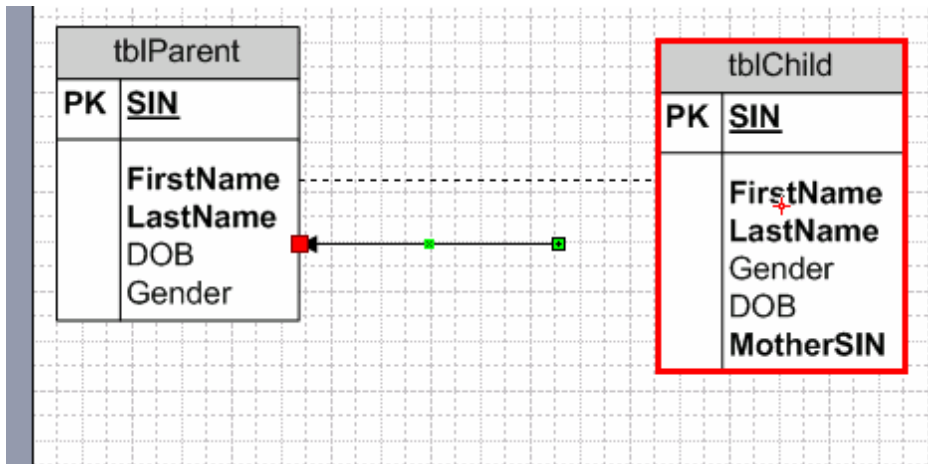 tblParent
PK SIN
FirstName
LastName
DOB
Gender
tblChild
PK SIN
FirstName
LastName
Gender
DOB
MotherSIN